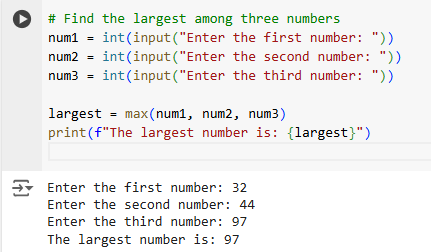 # Find the largest among three numbers
num1 = int(input("Enter the first number: "))
num2 = int(input("Enter the second number: "))
num3 = int(input("Enter the third number: "))
largest = max(num1, num2, num3)
print(f"The largest number is: {largest}")
Enter the first number: 32
Enter the second number: 44
Enter the third number: 97
The largest number is: 97